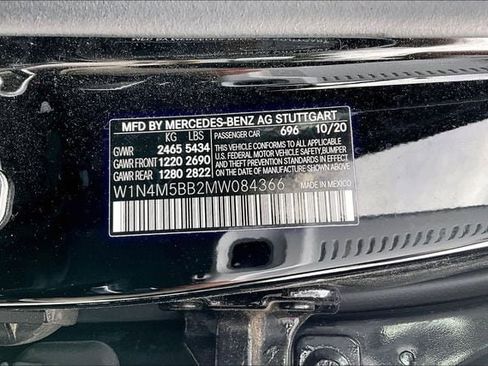 MFD BY MERCEDES-BENZ AG STUTTGART
KG LBS PASSENGER CAR 696 10/20
GVWR 2465 5434 THIS VEHICLE CONFORMS TO ALL APPLICABLE
GAWR FRONT 1220 2690 U.S. FEDERAL MOTOR VEHICLE SAFETY, BUMPER,
GAWR REAR 1280 2822 AND THEFT PREVENTION STANDARDS IN EFFECT ON THE DATE OF MANUFACTURE SHOWN ABOVE.
W1N4M5BB2MW084366 MADE IN MEXICO